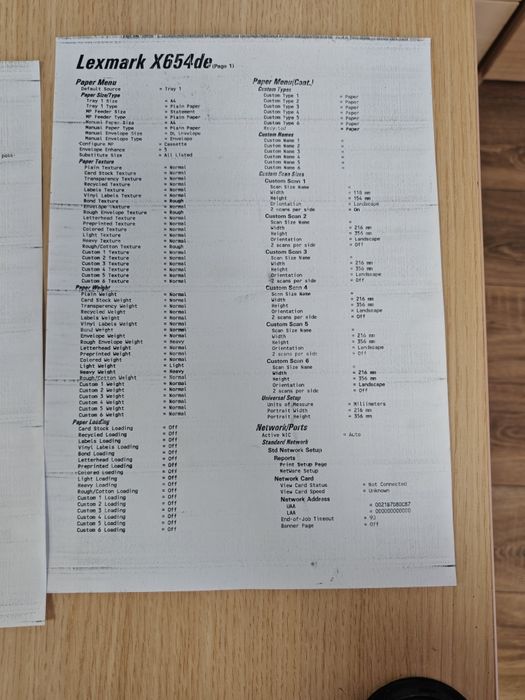 Lexmark X654de (Page 1)
Paper Menu
Default Source = Tray 1
Paper Size/Type
Tray 1 Size = A4
Tray 1 Type = Plain Paper
MP Feeder Size = Statement
MP Feeder Type = Plain Paper
Manual Paper Size = A4
Manual Paper Type = Plain Paper
Manual Envelope Size = DL Envelope
Manual Envelope Type = Envelope
Configure MP = Cassette
Envelope Enhance = 5
Substitute Size = All Listed
Paper Texture
Plain Texture = Normal
Card Stock Texture = Normal
Transparency Texture = Normal
Recycled Texture = Normal
Labels Texture = Normal
Vinyl Labels Texture = Normal
Bond Texture = Rough
Envelope Texture = Normal
Rough Envelope Texture = Rough
Letterhead Texture = Normal
Preprinted Texture = Normal
Colored Texture = Normal
Light Texture = Normal
Heavy Texture = Normal
Rough/Cotton Texture = Rough
Custom 1 Texture = Normal
Custom 2 Texture = Normal
Custom 3 Texture = Normal
Custom 4 Texture = Normal
Custom 5 Texture = Normal
Custom 6 Texture = Normal
Paper Weight
Plain Weight = Normal
Card Stock Weight = Normal
Transparency Weight = Normal
Recycled Weight = Normal
Labels Weight = Normal
Vinyl Labels Weight = Normal
Bond Weight = Normal
Envelope Weight = Normal
Rough Envelope Weight = Heavy
Letterhead Weight = Normal
Preprinted Weight = Normal
Colored Weight = Normal
Light Weight = Light
Heavy Weight = Heavy
Rough/Cotton Weight = Normal
Custom 1 Weight = Normal
Custom 2 Weight = Normal
Custom 3 Weight = Normal
Custom 4 Weight = Normal
Custom 5 Weight = Normal
Custom 6 Weight = Normal
Paper Loading
Card Stock Loading = Off
Recycled Loading = Off
Labels Loading = Off
Vinyl Labels Loading = Off
Bond Loading = Off
Letterhead Loading = Off
Preprinted Loading = Off
Colored Loading = Off
Light Loading = Off
Heavy Loading = Off
Rough/Cotton Loading = Off
Custom 1 Loading = Off
Custom 2 Loading = Off
Custom 3 Loading = Off
Custom 4 Loading = Off
Custom 5 Loading = Off
Custom 6 Loading = Off
Paper Menu(Cont.)
Custom Types
Custom Type 1 = Paper
Custom Type 2 = Paper
Custom Type 3 = Paper
Custom Type 4 = Paper
Custom Type 5 = Paper
Custom Type 6 = Paper
Recycled = Paper
Custom Names
Custom Name 1 =
Custom Name 2 =
Custom Name 3 =
Custom Name 4 =
Custom Name 5 =
Custom Name 6 =
Custom Scan Sizes
Custom Scan 1
Scan Size Name =
Width = 110 mm
Height = 154 mm
Orientation = Landscape
2 scans per side = On
Custom Scan 2
Scan Size Name =
Width = 216 mm
Height = 356 mm
Orientation = Landscape
2 scans per side = Off
Custom Scan 3
Scan Size Name =
Width = 216 mm
Height = 356 mm
Orientation = Landscape
2 scans per side = Off
Custom Scan 4
Scan Size Name =
Width = 216 mm
Height = 356 mm
Orientation = Landscape
2 scans per side = Off
Custom Scan 5
Scan Size Name =
Width = 216 mm
Height = 356 mm
Orientation = Landscape
2 scans per side = Off
Custom Scan 6
Scan Size Name =
Width = 216 mm
Height = 356 mm
Orientation = Landscape
2 scans per side = Off
Universal Setup
Units of Measure = Millimeters
Portrait Width = 216 mm
Portrait Height = 356 mm
Network/Ports
Active NIC = Auto
Standard Network
Std Network Setup
Reports
Print Setup Page
NetWare Setup
Network Card
View Card Status = Not Connected
View Card Speed = Unknown
Network Address
UAA = 0021B70B0C87
LAA = 000000000000
End-of-Job Timeout = 90
Banner Page = Off